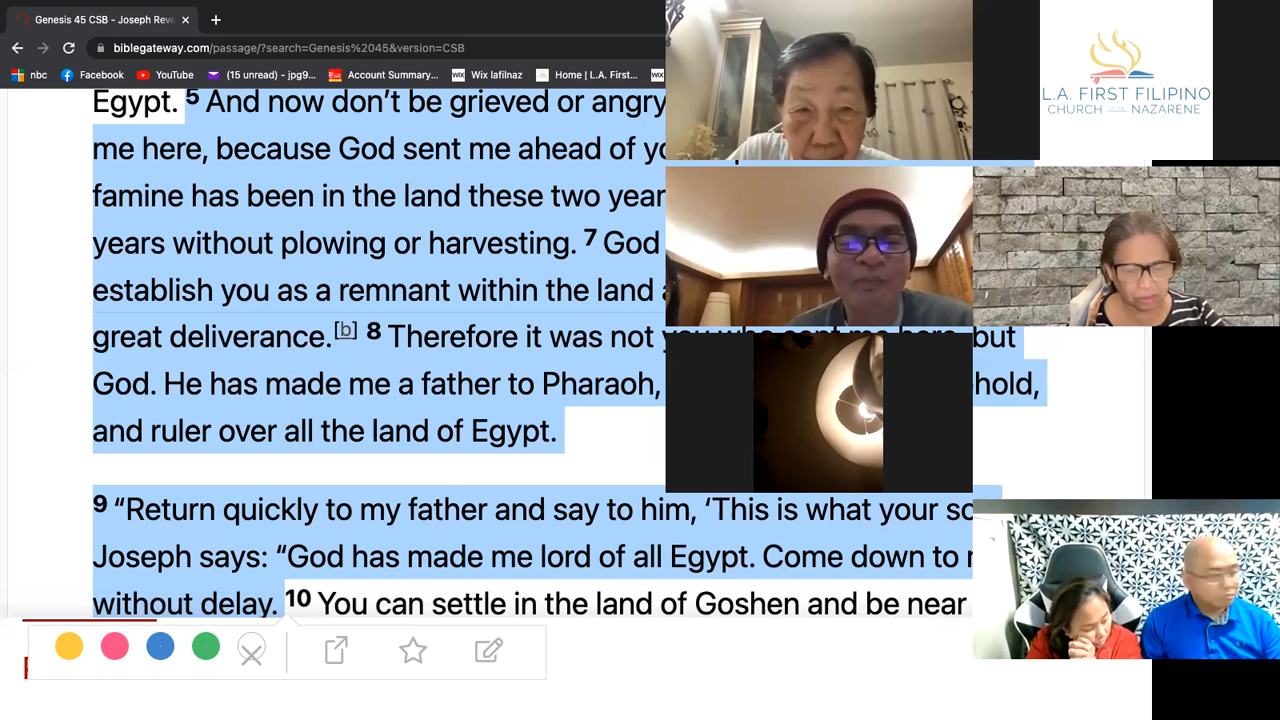 Genesis 45 CSB - Joseph Reve
biblegateway.com/passage/?search=Genesis%2045&version=CSB
nbc Facebook YouTube (15 unread) - jpg9... Account Summary... Wix lafilnaz Home | L.A. First...
L.A. FIRST FILIPINO
CHURCH OF THE NAZARENE
Egypt. 5 And now don’t be grieved or angry
me here, because God sent me ahead of
famine has been in the land these two year
years without plowing or harvesting. 7 God
establish you as a remnant within the land
great deliverance.[b] 8 Therefore it was not you who sent me here, but
God. He has made me a father to Pharaoh, hold,
and ruler over all the land of Egypt.
9 “Return quickly to my father and say to him, ‘This is what your so
Joseph says: “God has made me lord of all Egypt. Come down to
without delay. 10 You can settle in the land of Goshen and be near